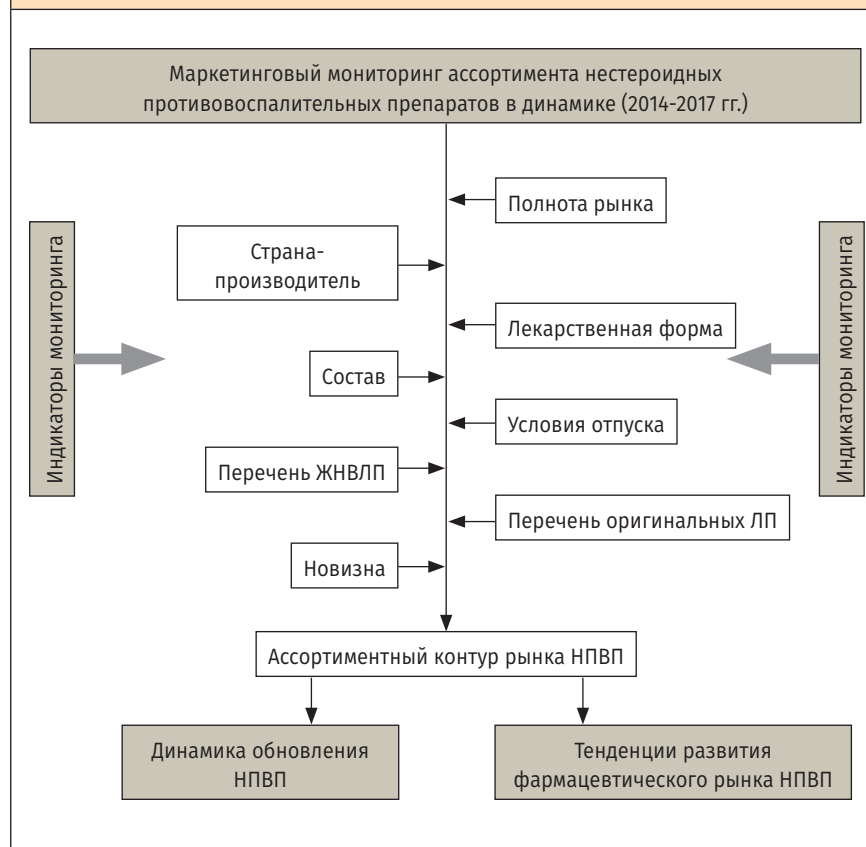 Маркетинговый мониторинг ассортимента нестероидных
противовоспалительных препаратов в динамике (2014-2017 гг.)
Полнота рынка
Страна-
производитель
Лекарственная форма
Состав
Условия отпуска
Перечень ЖНВЛП
Перечень оригинальных ЛП
Новизна
Индикаторы мониторинга
Индикаторы мониторинга
Ассортиментный контур рынка НПВП
Динамика обновления
НПВП
Тенденции развития
фармацевтического рынка НПВП